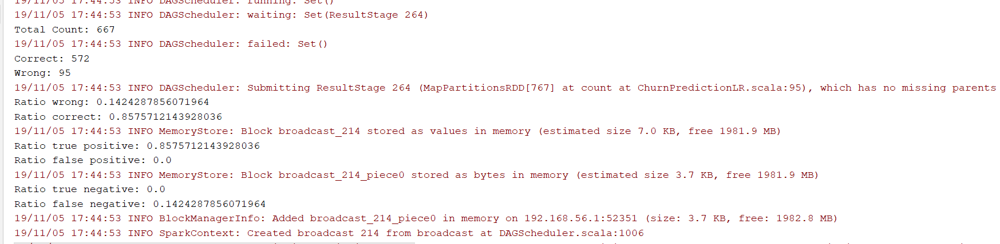 19/11/05 17:44:53 INFO DAGScheduler: running: Set()
19/11/05 17:44:53 INFO DAGScheduler: waiting: Set(ResultStage 264)
Total Count: 667
19/11/05 17:44:53 INFO DAGScheduler: failed: Set()
Correct: 572
Wrong: 95
19/11/05 17:44:53 INFO DAGScheduler: Submitting ResultStage 264 (MapPartitionsRDD[767] at count at ChurnPredictionLR.scala:95), which has no missing parents
Ratio wrong: 0.1424287856071964
Ratio correct: 0.8575712143928036
19/11/05 17:44:53 INFO MemoryStore: Block broadcast_214 stored as values in memory (estimated size 7.0 KB, free 1981.9 MB)
Ratio true positive: 0.8575712143928036
Ratio false positive: 0.0
19/11/05 17:44:53 INFO MemoryStore: Block broadcast_214_piece0 stored as bytes in memory (estimated size 3.7 KB, free 1981.9 MB)
Ratio true negative: 0.0
Ratio false negative: 0.1424287856071964
19/11/05 17:44:53 INFO BlockManagerInfo: Added broadcast_214_piece0 in memory on 192.168.56.1:52351 (size: 3.7 KB, free: 1982.8 MB)
19/11/05 17:44:53 INFO SparkContext: Created broadcast 214 from broadcast at DAGScheduler.scala:1006